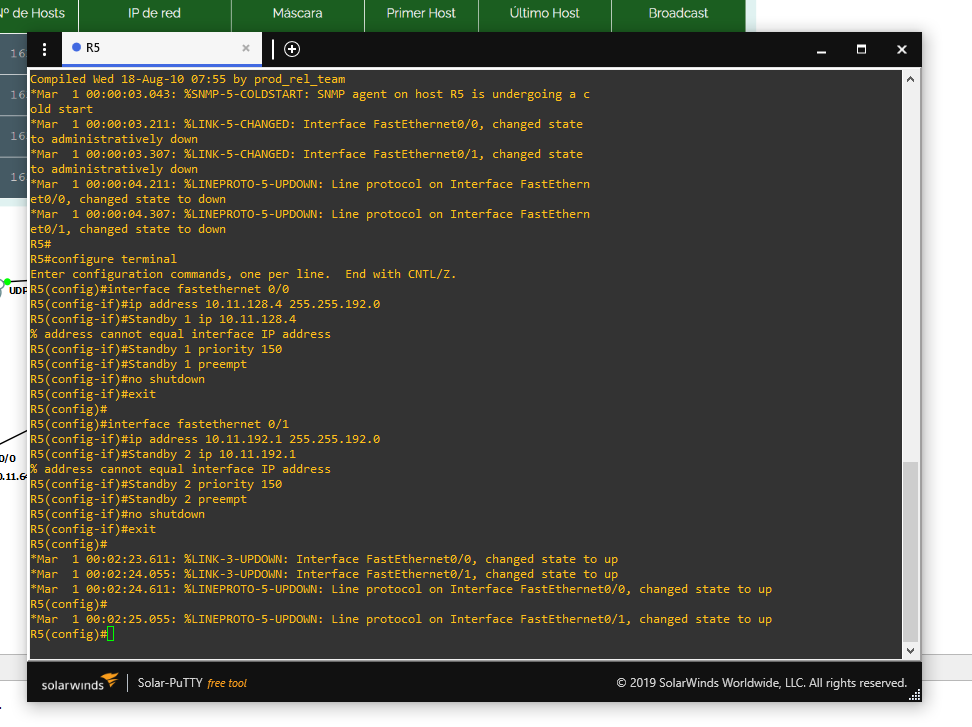 Nº de Hosts IP de red Máscara Primer Host Último Host Broadcast
R5
16
16
16
16
Compiled Wed 18-Aug-10 07:55 by prod_rel_team
*Mar  1 00:00:03.043: %SNMP-5-COLDSTART: SNMP agent on host R5 is undergoing a c
old start
*Mar  1 00:00:03.211: %LINK-5-CHANGED: Interface FastEthernet0/0, changed state
to administratively down
*Mar  1 00:00:03.307: %LINK-5-CHANGED: Interface FastEthernet0/1, changed state
to administratively down
*Mar  1 00:00:04.211: %LINEPROTO-5-UPDOWN: Line protocol on Interface FastEthern
et0/0, changed state to down
*Mar  1 00:00:04.307: %LINEPROTO-5-UPDOWN: Line protocol on Interface FastEthern
et0/1, changed state to down
R5#
R5#configure terminal
Enter configuration commands, one per line.  End with CNTL/Z.
R5(config)#interface fastethernet 0/0
R5(config-if)#ip address 10.11.128.4 255.255.192.0
R5(config-if)#Standby 1 ip 10.11.128.4
% address cannot equal interface IP address
R5(config-if)#Standby 1 priority 150
R5(config-if)#Standby 1 preempt
R5(config-if)#no shutdown
R5(config-if)#exit
R5(config)#
R5(config)#interface fastethernet 0/1
R5(config-if)#ip address 10.11.192.1 255.255.192.0
R5(config-if)#Standby 2 ip 10.11.192.1
% address cannot equal interface IP address
R5(config-if)#Standby 2 priority 150
R5(config-if)#Standby 2 preempt
R5(config-if)#no shutdown
R5(config-if)#exit
R5(config)#
*Mar  1 00:02:23.611: %LINK-3-UPDOWN: Interface FastEthernet0/0, changed state to up
*Mar  1 00:02:24.055: %LINK-3-UPDOWN: Interface FastEthernet0/1, changed state to up
*Mar  1 00:02:24.611: %LINEPROTO-5-UPDOWN: Line protocol on Interface FastEthernet0/0, changed state to up
R5(config)#
*Mar  1 00:02:25.055: %LINEPROTO-5-UPDOWN: Line protocol on Interface FastEthernet0/1, changed state to up
R5(config)#
UDP
0/0
0.11.64
solarwinds Solar-PuTTY free tool © 2019 SolarWinds Worldwide, LLC. All rights reserved.